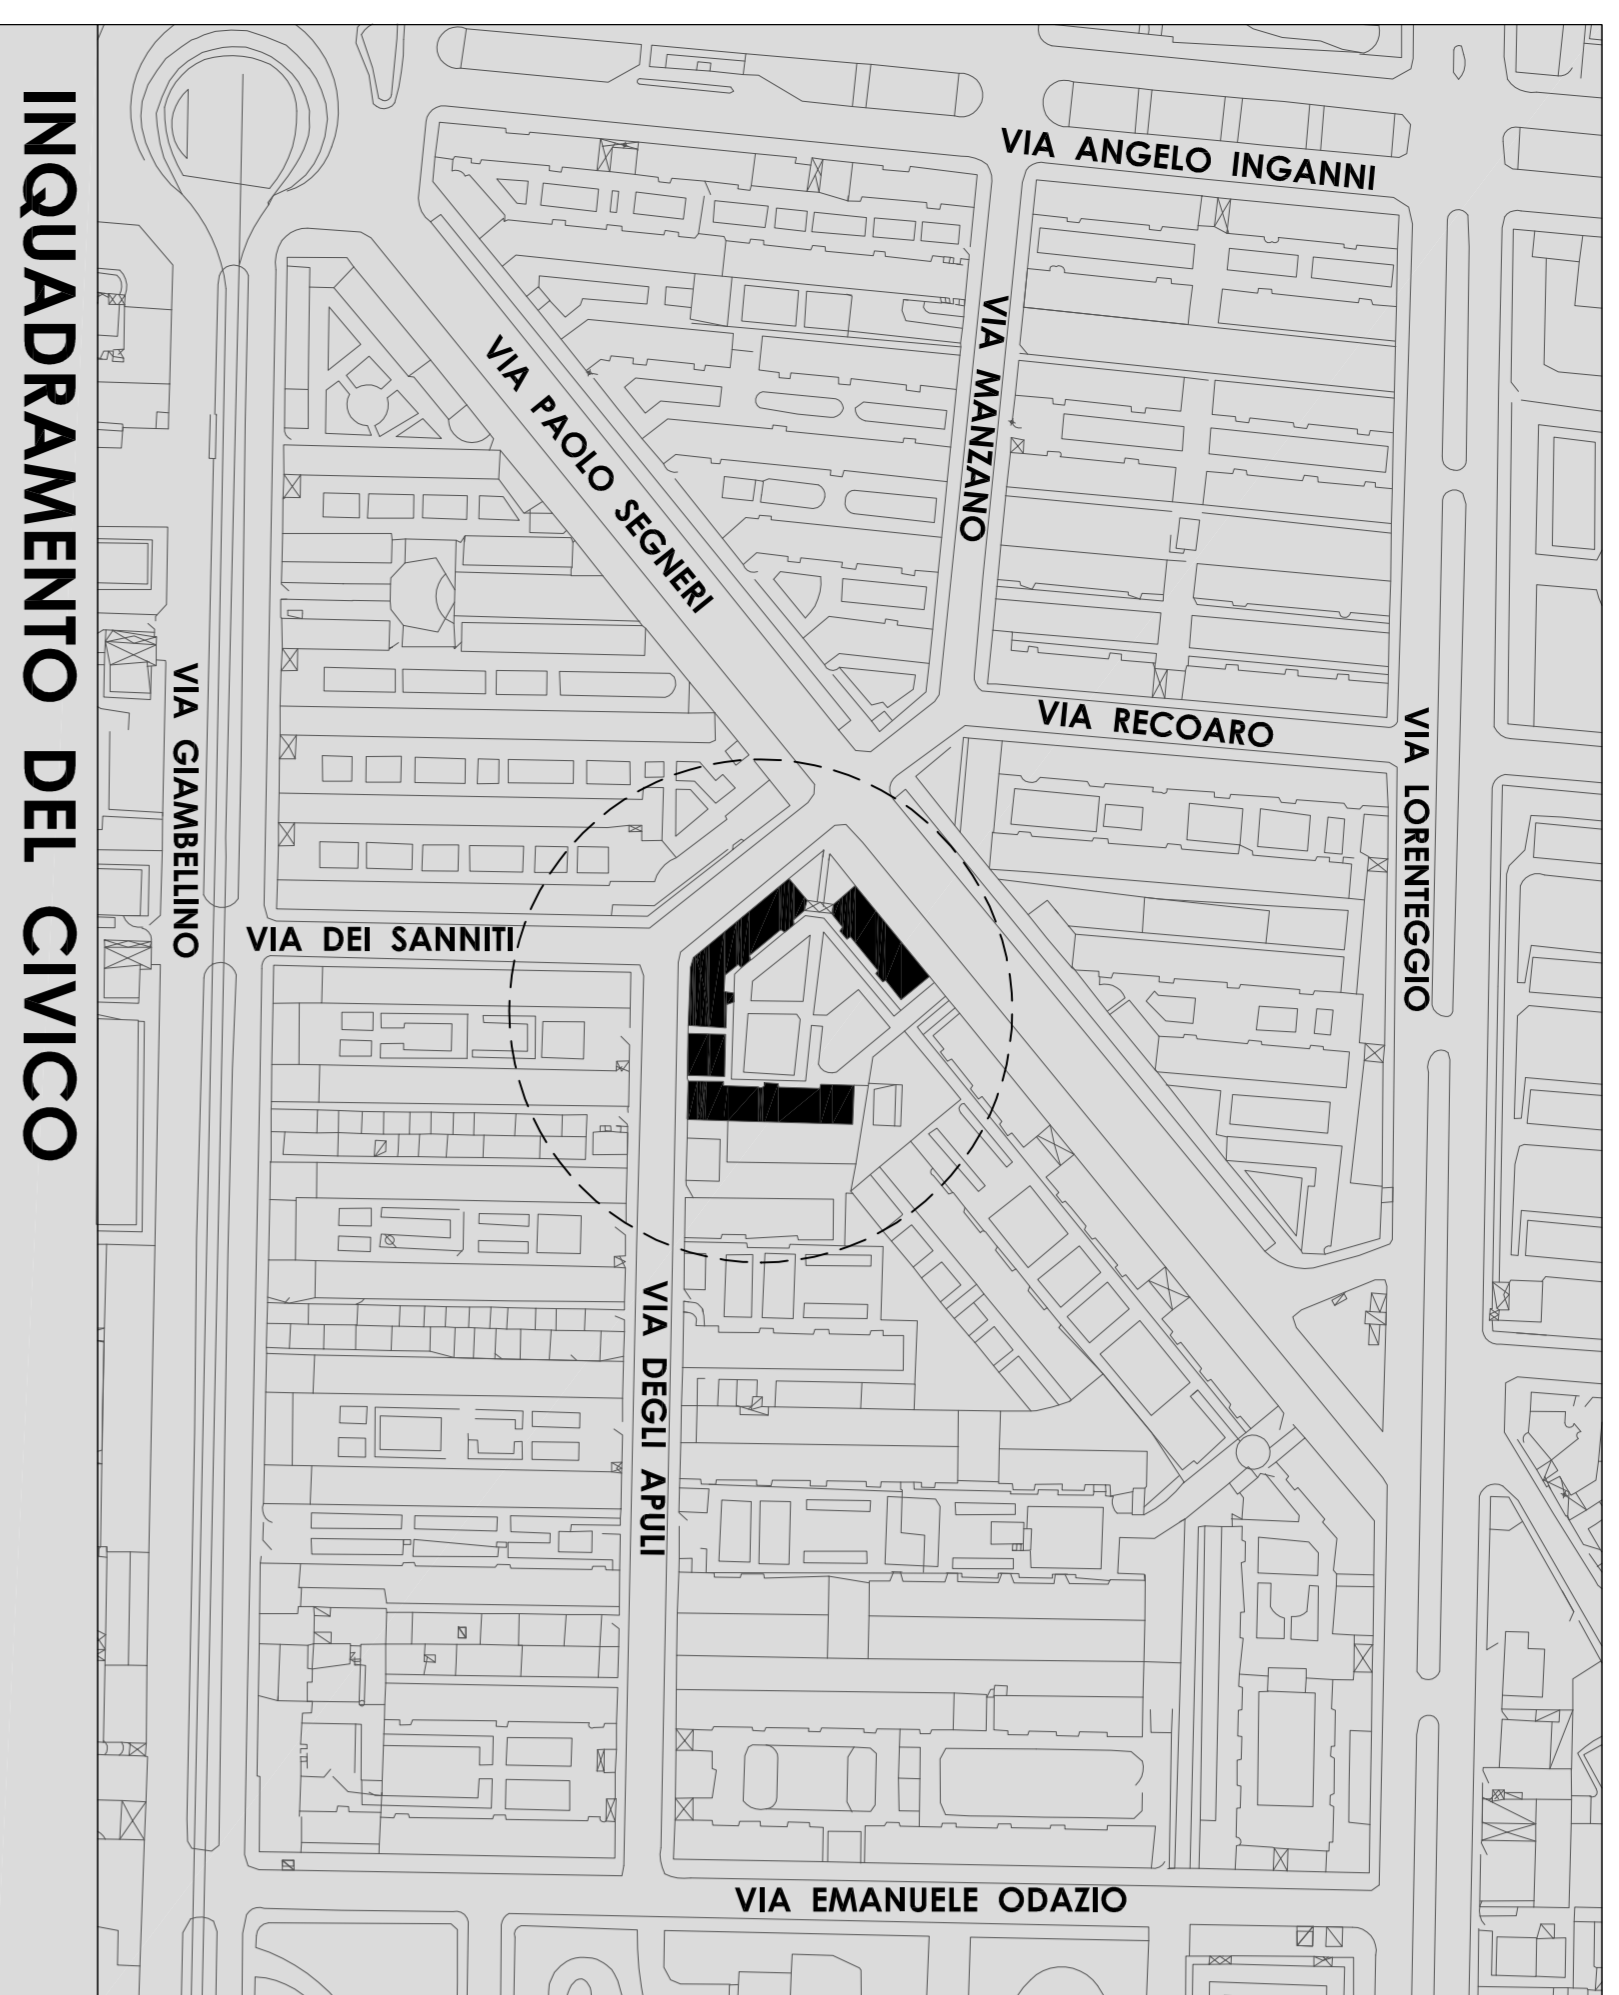 INQUADRAMENTO DEL CIVICO
VIA ANGELO INGANNI
VIA MANZANO
VIA PAOLO SEGNERI
VIA RECOARO
VIA LORENTEGGIO
VIA GIAMBELLINO
VIA DEI SANNITI
VIA DEGLI APULI
VIA EMANUELE ODAZIO